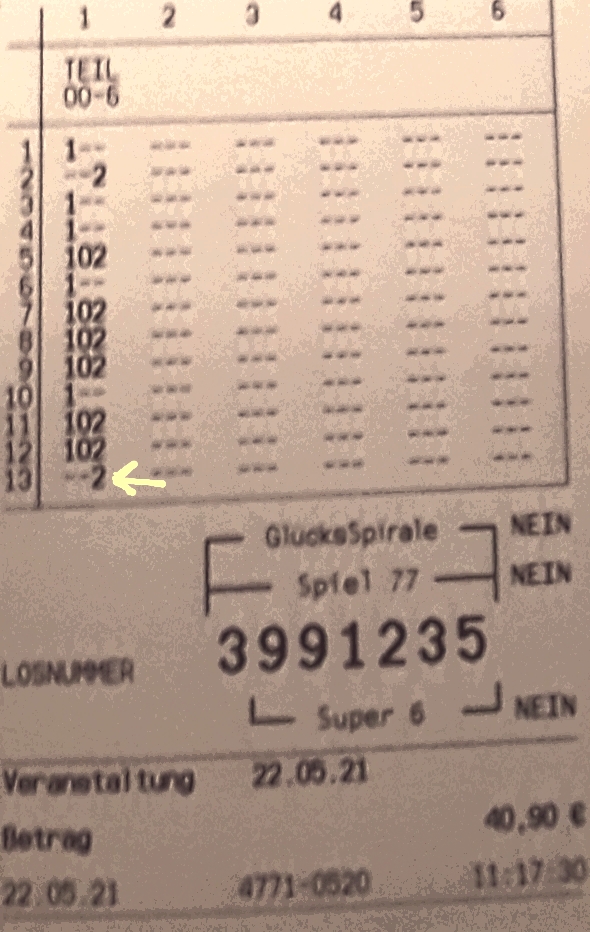 1 2 3 4 5 6
TEIL
00-6
1 1-- --- --- --- --- ---
2 --2 --- --- --- --- ---
3 1-- --- --- --- --- ---
4 1-- --- --- --- --- ---
5 102 --- --- --- --- ---
6 1-- --- --- --- --- ---
7 102 --- --- --- --- ---
8 102 --- --- --- --- ---
9 102 --- --- --- --- ---
10 1-- --- --- --- --- ---
11 102 --- --- --- --- ---
12 102 --- --- --- --- ---
13 --2 --- --- --- --- ---
GlücksSpirale NEIN
Spiel 77 NEIN
LOSNUMMER 3991235
Super 6 NEIN
Veranstaltung 22.05.21
Betrag 40,90 €
22.05.21 4771-0520 11:17:30